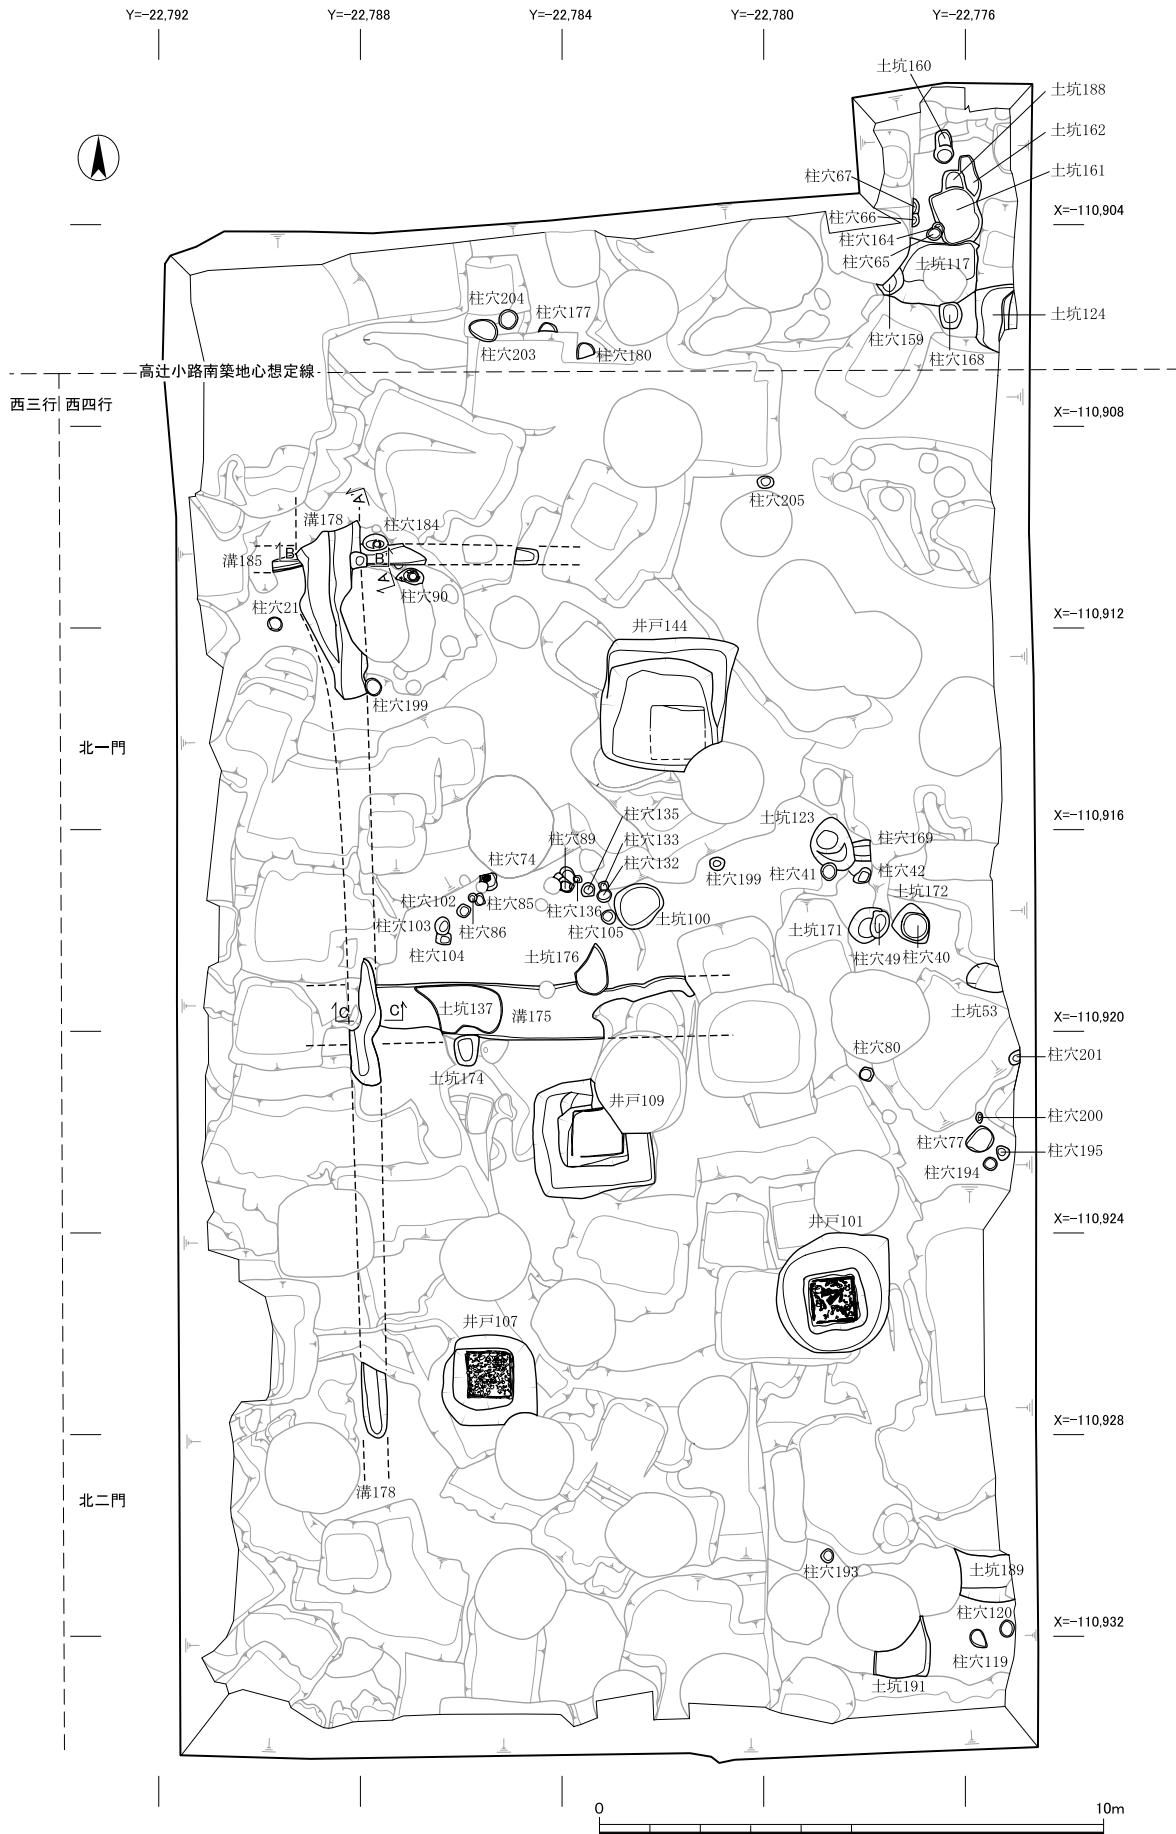 Y=-22,792 Y=-22,788 Y=-22,784 Y=-22,780 Y=-22,776
土坑160
土坑188
土坑162
土坑161
柱穴67
X=-110,904
柱穴66
柱穴164
柱穴65
土坑117
柱穴204
柱穴177
土坑124
柱穴203
柱穴180
柱穴159
柱穴168
高辻小路南築地心想定線
西三行 西四行
X=-110,908
柱穴205
A'
溝178
柱穴184
溝185
B
B'
A
柱穴90
柱穴21
X=-110,912
井戸144
柱穴199
北一門
柱穴135
土坑123
X=-110,916
柱穴89
柱穴133
柱穴169
柱穴74
柱穴132
柱穴199
柱穴41
柱穴42
柱穴102
柱穴85
土坑172
柱穴103
柱穴86
柱穴136
土坑100
柱穴105
土坑171
柱穴104
土坑176
柱穴49
柱穴40
C
C'
土坑137
溝175
土坑53
X=-110,920
柱穴80
柱穴201
土坑174
井戸109
柱穴200
柱穴77
柱穴195
柱穴194
井戸101
X=-110,924
井戸107
X=-110,928
溝178
北二門
柱穴193
土坑189
柱穴120
X=-110,932
柱穴119
土坑191
0 10m